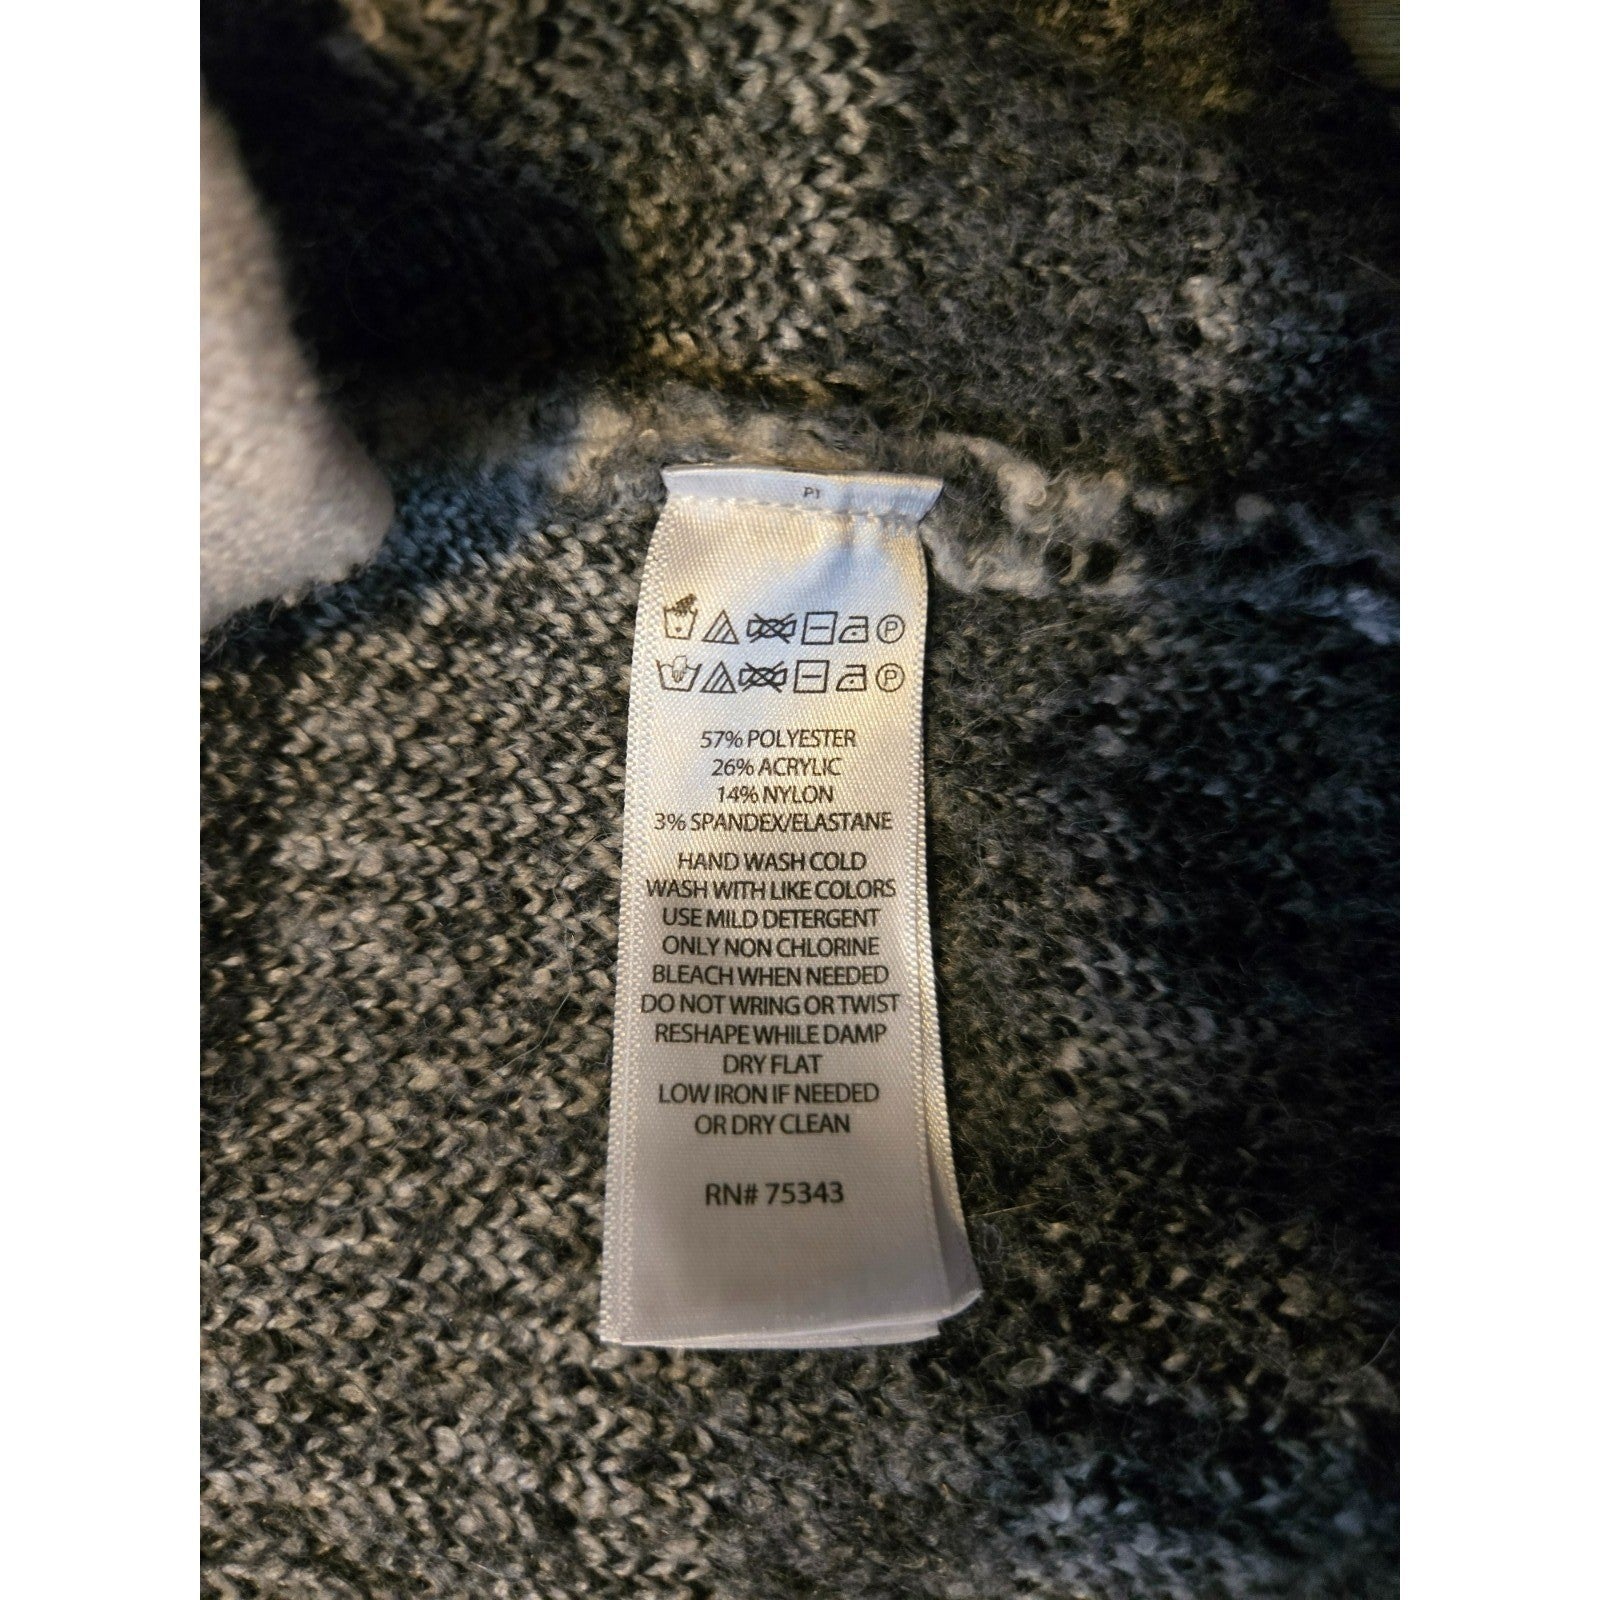 PI
57% POLYESTER
26% ACRYLIC
14% NYLON
3% SPANDEX/ELASTANE
HAND WASH COLD
WASH WITH LIKE COLORS
USE MILD DETERGENT
ONLY NON CHLORINE
BLEACH WHEN NEEDED
DO NOT WRING OR TWIST
RESHAPE WHILE DAMP
DRY FLAT
LOW IRON IF NEEDED
OR DRY CLEAN
RN# 75343